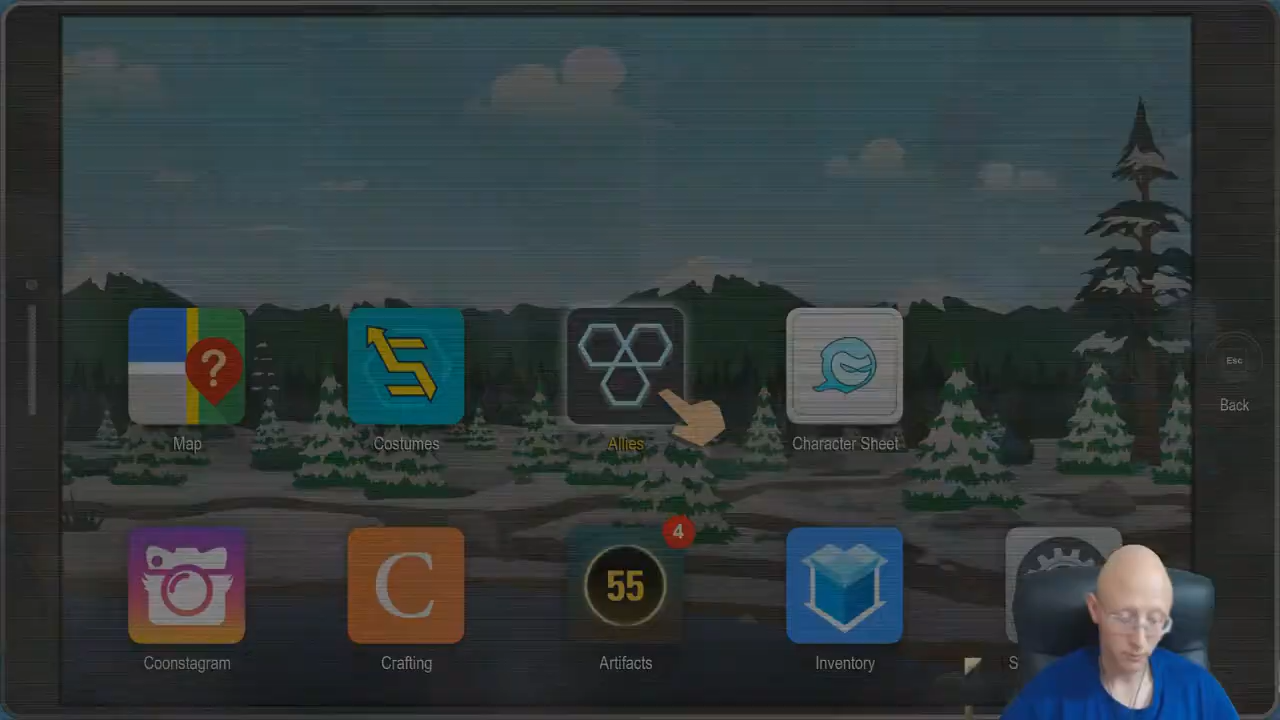 ?
Map
Costumes
Allies
Character Sheet
Esc
Back
C
4
55
Coonstagram
Crafting
Artifacts
Inventory
S